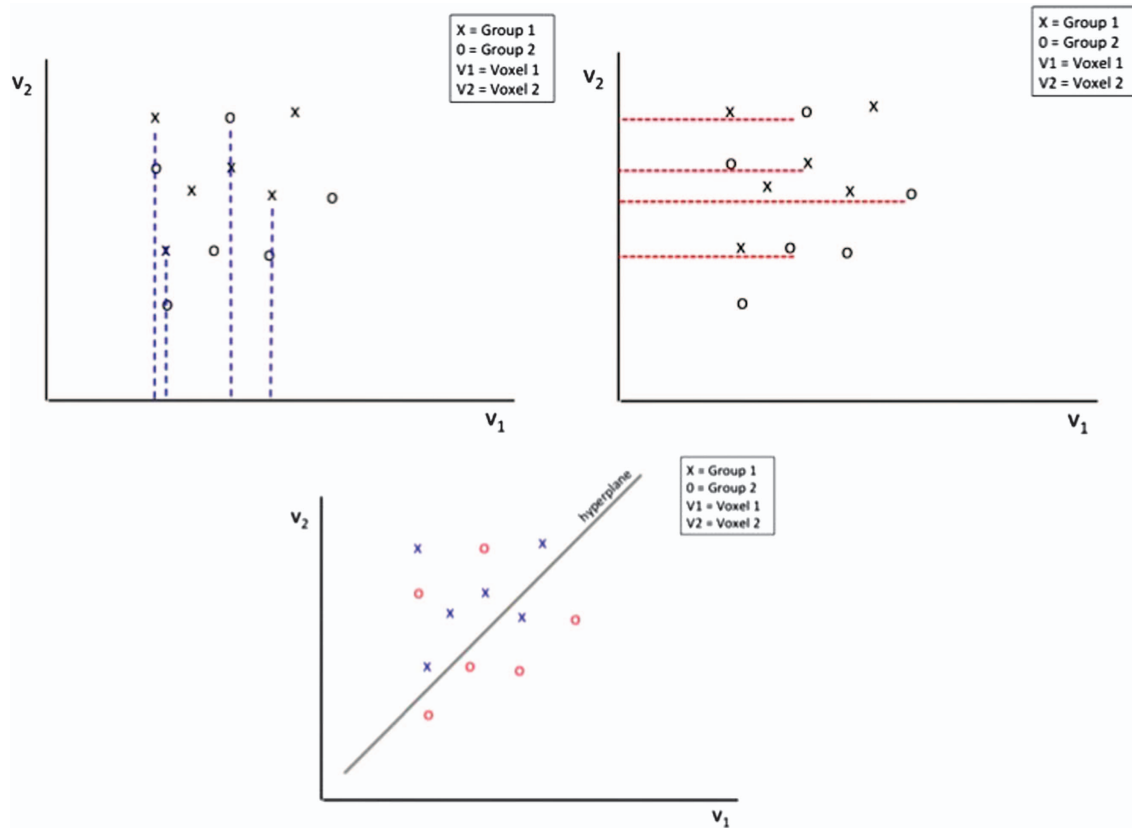 X = Group 1
O = Group 2
V1 = Voxel 1
V2 = Voxel 2
V2
X
O
X
O
X
X
X
O
X
O
O
O
V1
X = Group 1
O = Group 2
V1 = Voxel 1
V2 = Voxel 2
V2
X
O
X
O
X
X
X
O
X
O
O
O
V1
X = Group 1
O = Group 2
V1 = Voxel 1
V2 = Voxel 2
hyperplane
V2
X
O
X
O
X
X
X
O
X
O
O
O
V1